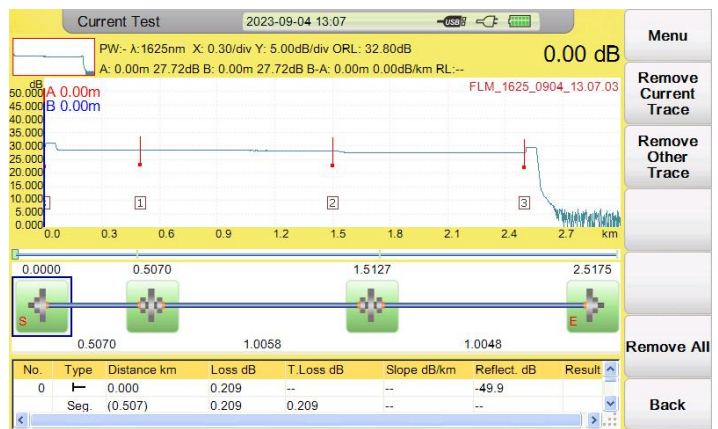 Current Test 2023-09-04 13:07
USB
PW:- λ:1625nm X: 0.30/div Y: 5.00dB/div ORL: 32.80dB
0.00 dB
A: 0.00m 27.72dB B: 0.00m 27.72dB B-A: 0.00m 0.00dB/km RL:--
dB
A 0.00m
B 0.00m
FLM_1625_0904_13.07.03
50.000
45.000
40.000
35.000
30.000
25.000
20.000
15.000
10.000
5.000
0.000
1 2 3
0.0 0.3 0.6 0.9 1.2 1.5 1.8 2.1 2.4 2.7 km
0.0000 0.5070 1.5127 2.5175
S E
0.5070 1.0058 1.0048
No. Type Distance km Loss dB T.Loss dB Slope dB/km Reflect. dB Result
0 0.000 0.209 -- -- -49.9
Seg. (0.507) 0.209 0.209 -- --
Menu
Remove
Current
Trace
Remove
Other
Trace
Remove All
Back